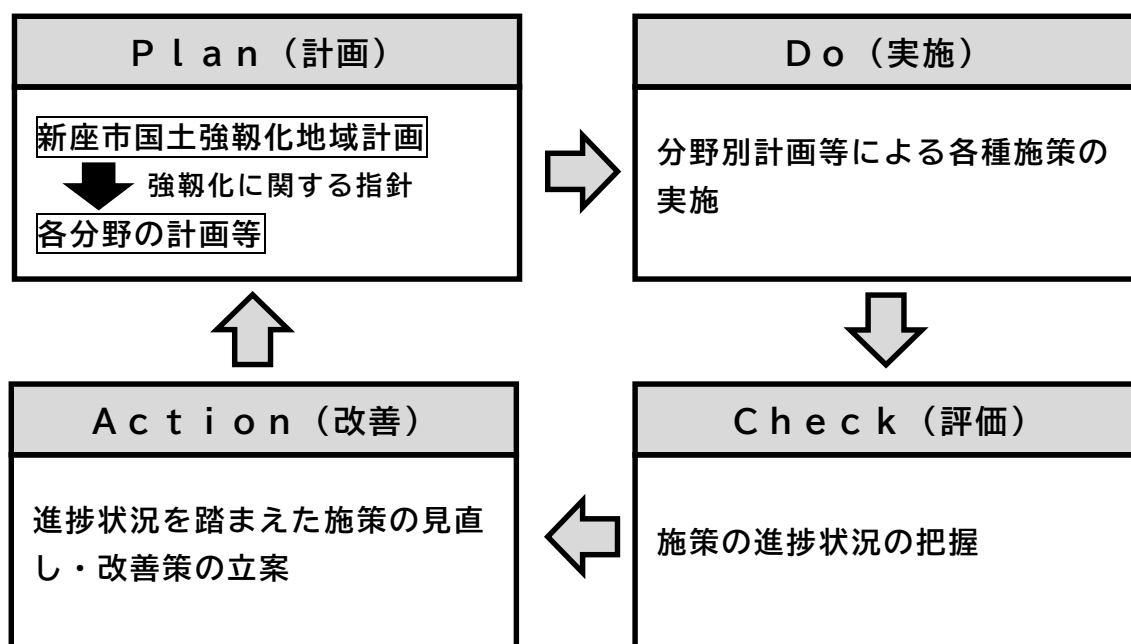 Ｐｌａｎ（計画）
新座市国土強靱化地域計画
強靱化に関する指針
各分野の計画等
Ｄｏ（実施）
分野別計画等による各種施策の
実施
Ａｃｔｉｏｎ（改善）
進捗状況を踏まえた施策の見直
し・改善策の立案
Ｃｈｅｃｋ（評価）
施策の進捗状況の把握